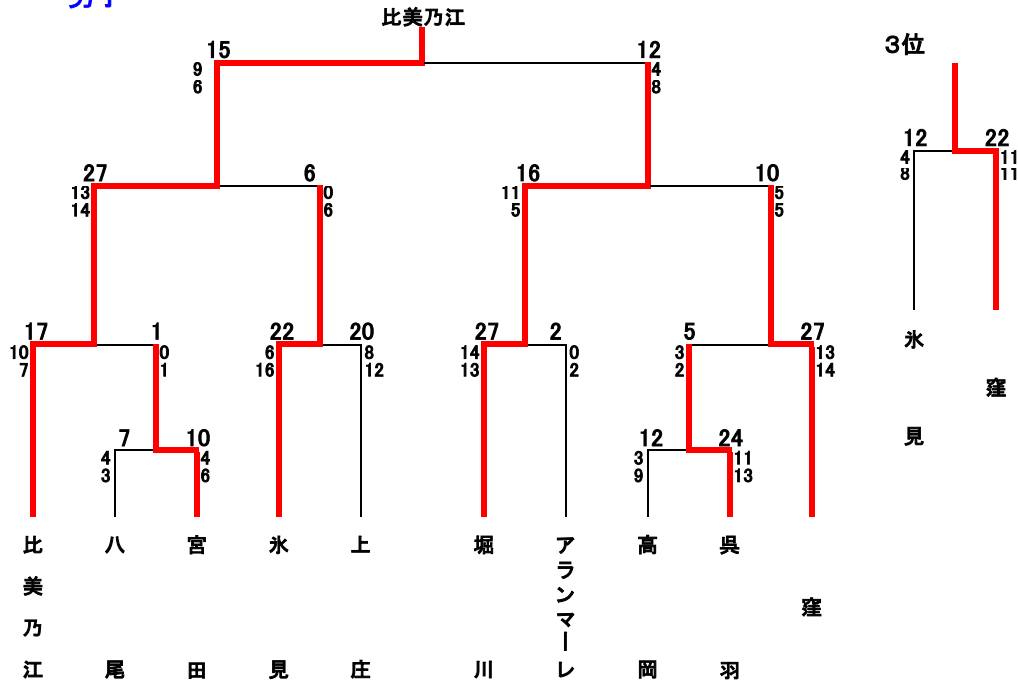 比美乃江
15 12
9 4
6 8
3位
12 22
4 11
8 11
27 6 16 10
13 0 11 5
14 6 5 5
17 1 22 20 27 2 5 27
10 0 6 8 14 0 3 13
7 1 16 12 13 2 2 14
7 10 12 24
4 4 3 11
3 6 9 13
氷見
窪
比美乃江
八尾
宮田
氷見
上庄
堀川
アランマーレ
高岡
呉羽
窪